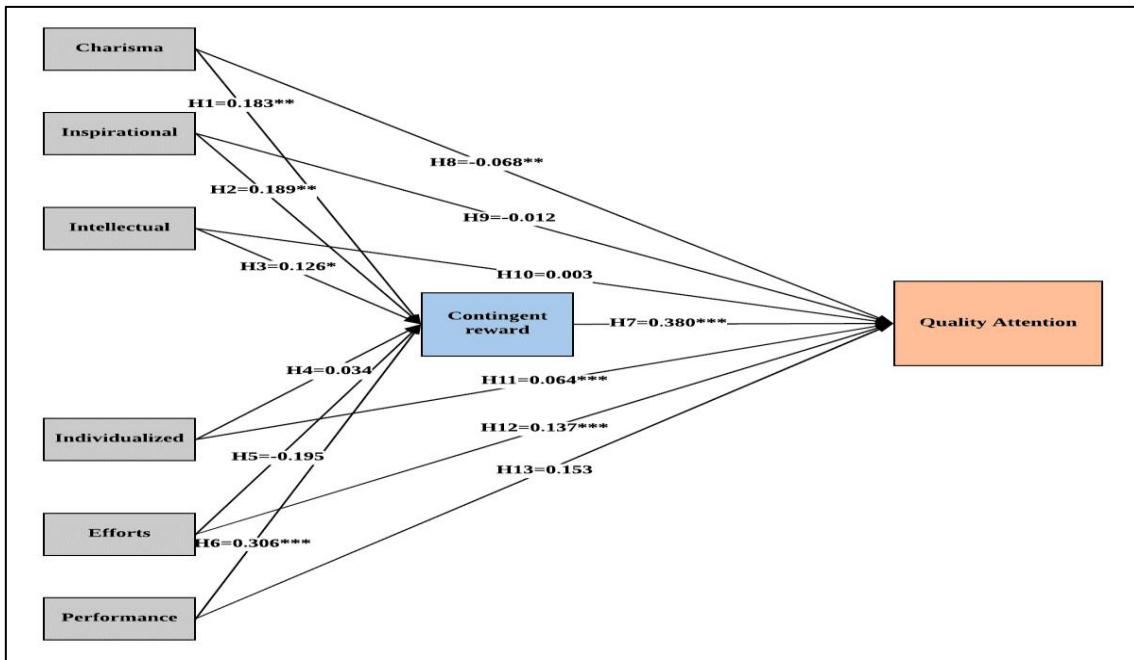 Charisma
H1=0.183**
Inspirational
H8=-0.068**
H2=0.189**
H9=-0.012
Intellectual
H3=0.126*
H10=0.003
Contingent
reward
H7=0.380***
Quality Attention
H4=0.034
H11=0.064***
Individualized
H12=0.137***
H5=-0.195
H13=0.153
Efforts
H6=0.306***
Performance